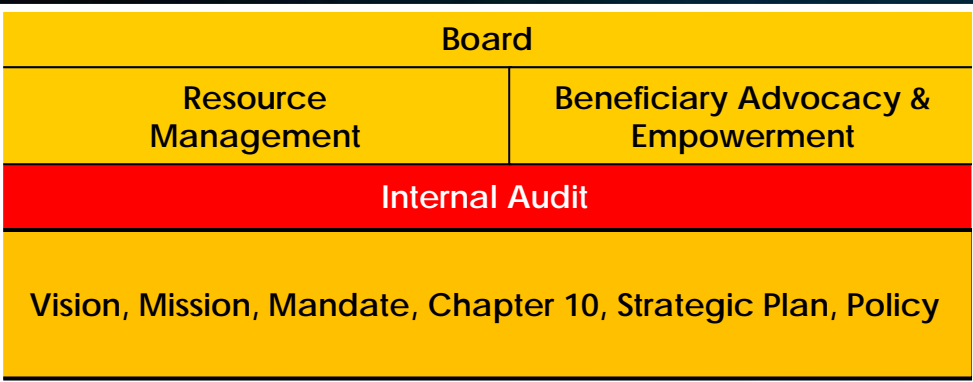 Board
Resource
Management
Beneficiary Advocacy &
Empowerment
Internal Audit
Vision, Mission, Mandate, Chapter 10, Strategic Plan, Policy